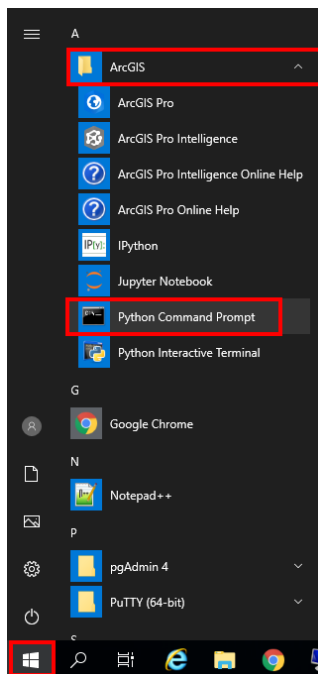 A
ArcGIS
ArcGIS Pro
ArcGIS Pro Intelligence
ArcGIS Pro Intelligence Online Help
ArcGIS Pro Online Help
IP[y]: IPython
Jupyter Notebook
Python Command Prompt
Python Interactive Terminal
G
Google Chrome
N
Notepad++
P
pgAdmin 4
PuTTY (64-bit)